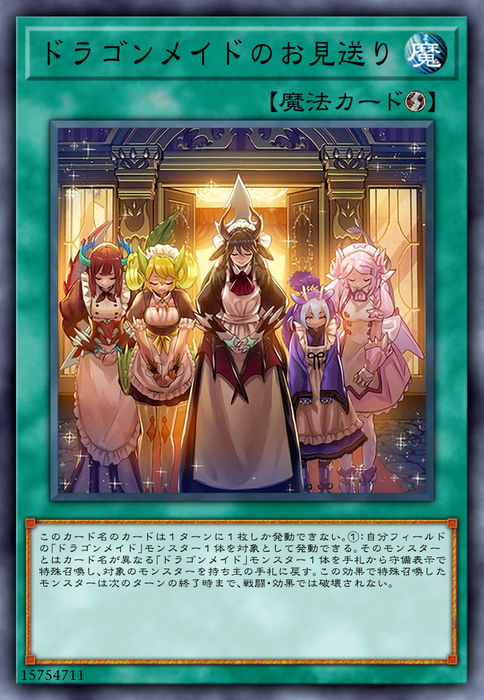 ドラゴンメイドのお見送り 魔
【魔法カード】
このカード名のカードは1ターンに1枚しか発動できない。①:自分フィールド
の「ドラゴンメイド」モンスター1体を対象として発動できる。そのモンスター
とはカード名が異なる「ドラゴンメイド」モンスター1体を手札から守備表示で
特殊召喚し、対象のモンスターを持ち主の手札に戻す。この効果で特殊召喚した
モンスターは次のターンの終了時まで、戦闘・効果では破壊されない。
15754711